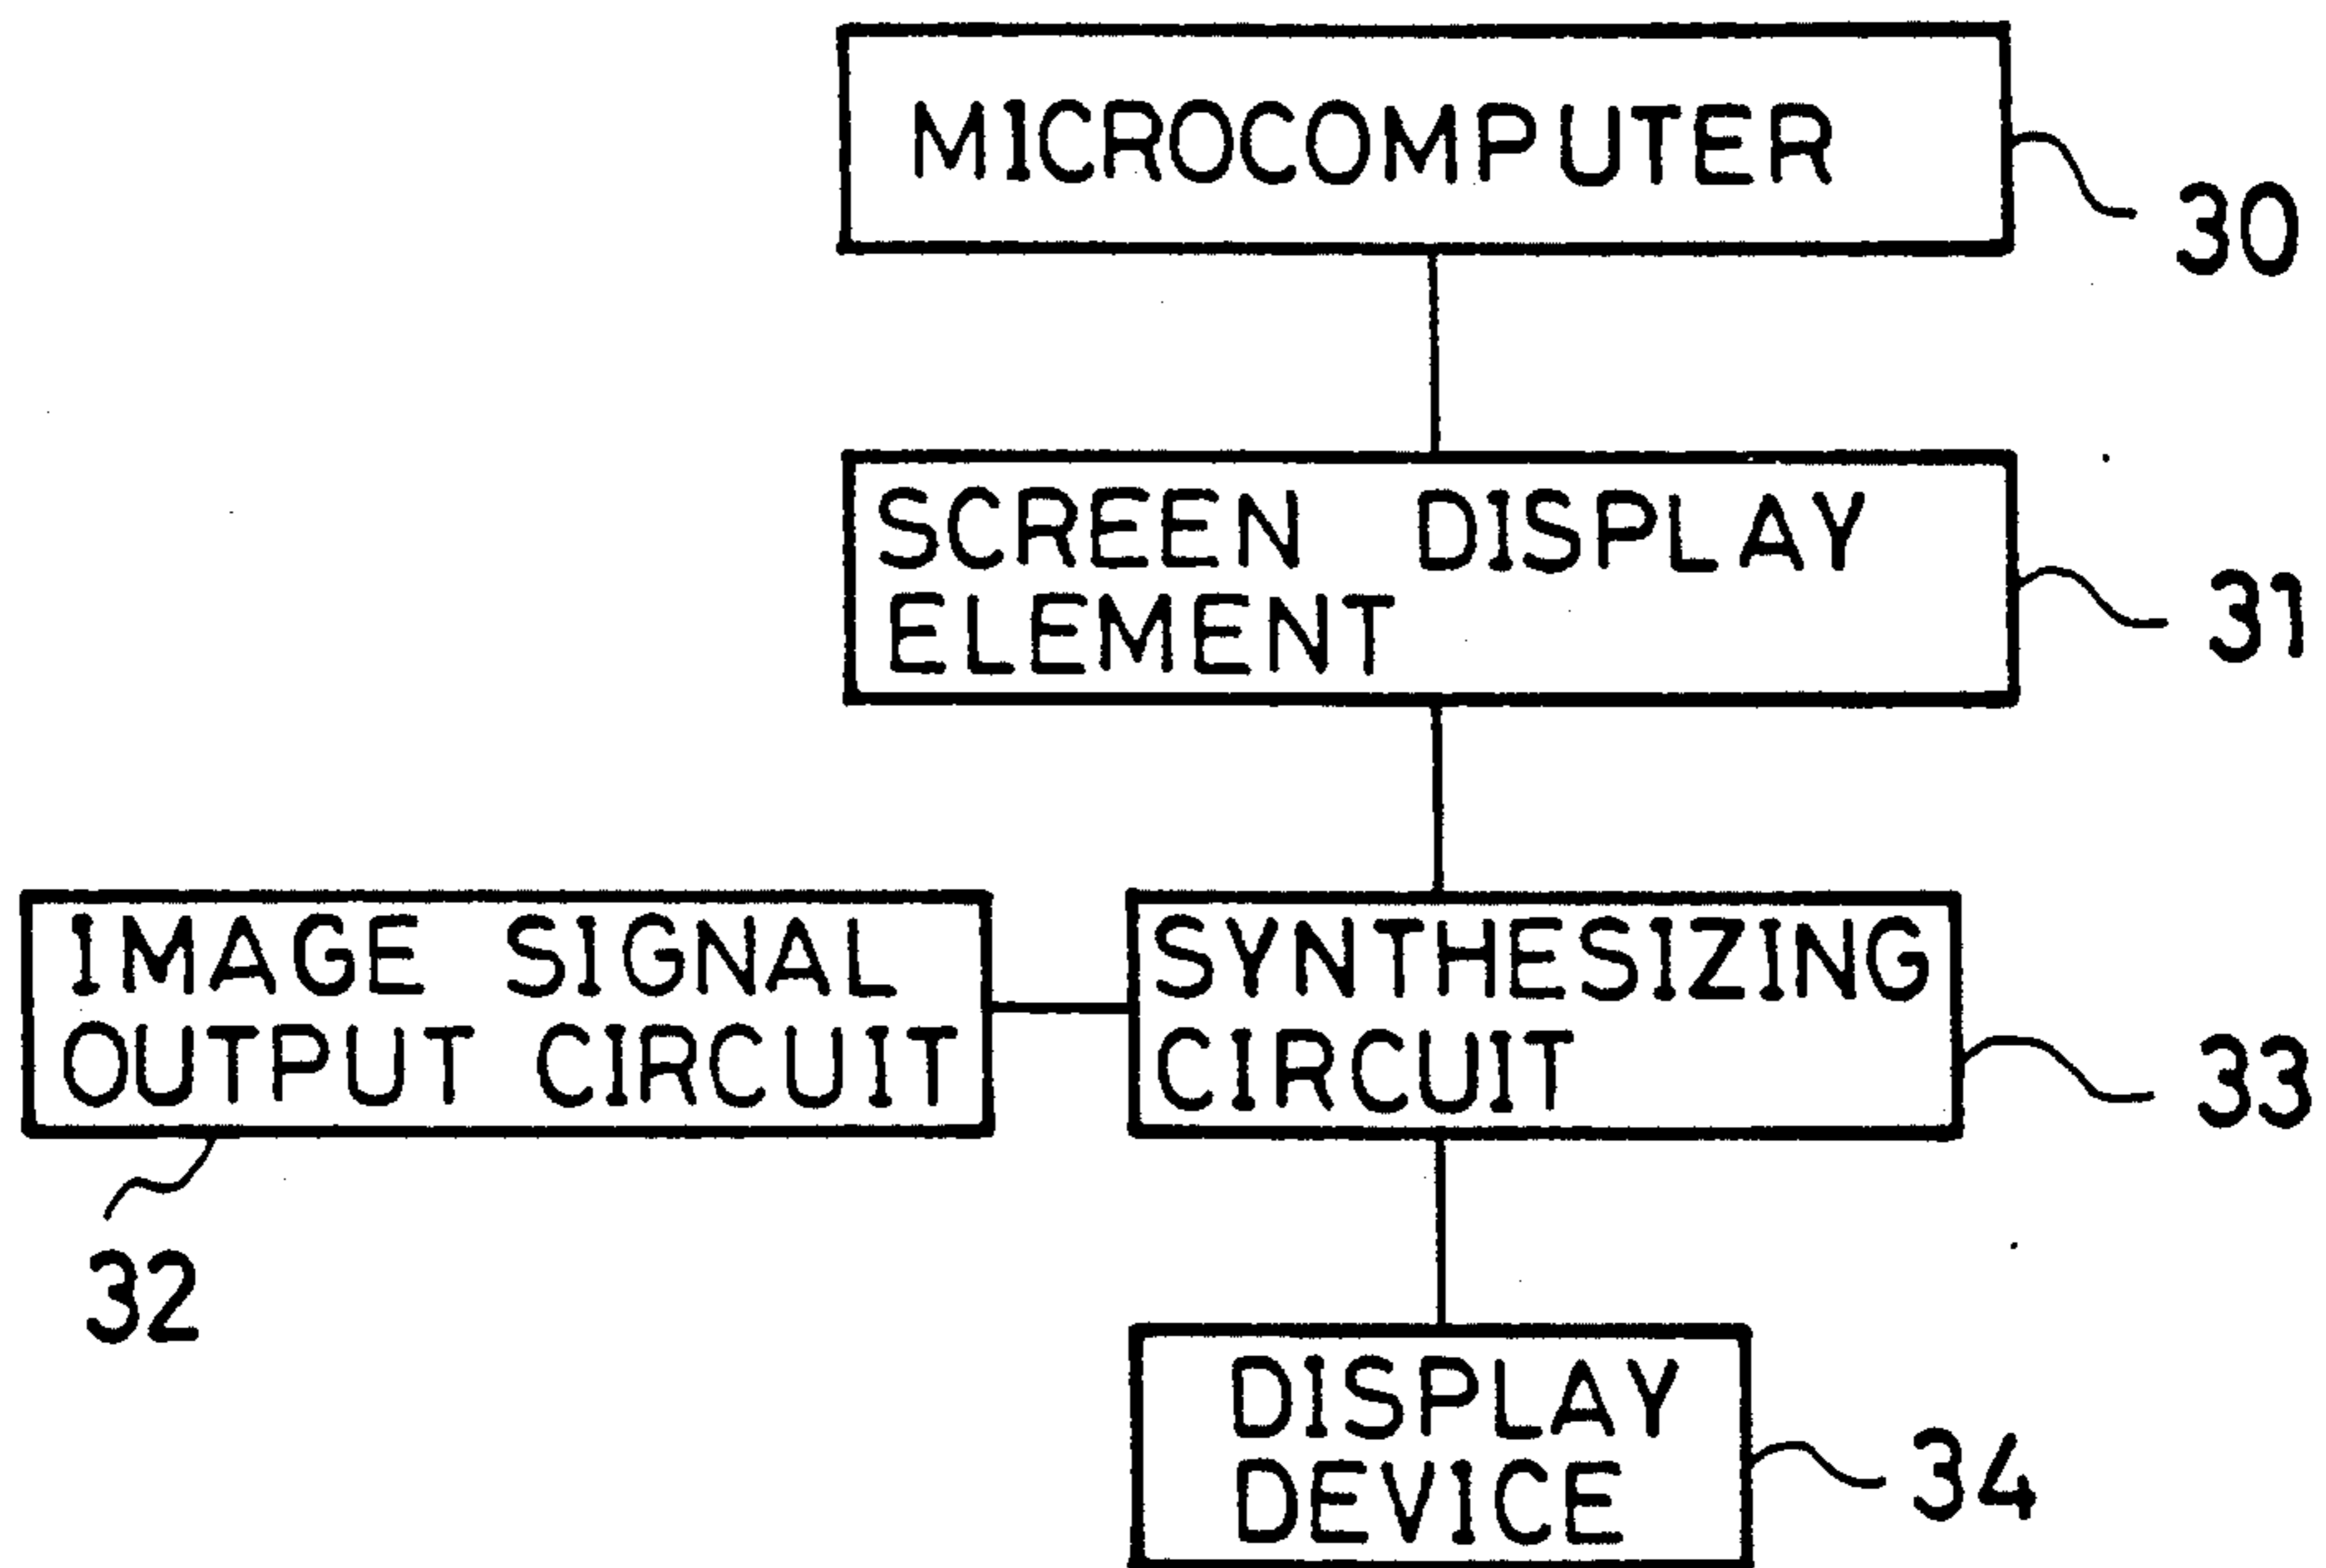 MICROCOMPUTER
30
SCREEN DISPLAY
ELEMENT
31
IMAGE SIGNAL
OUTPUT CIRCUIT
32
SYNTHESIZING
CIRCUIT
33
DISPLAY
DEVICE
34